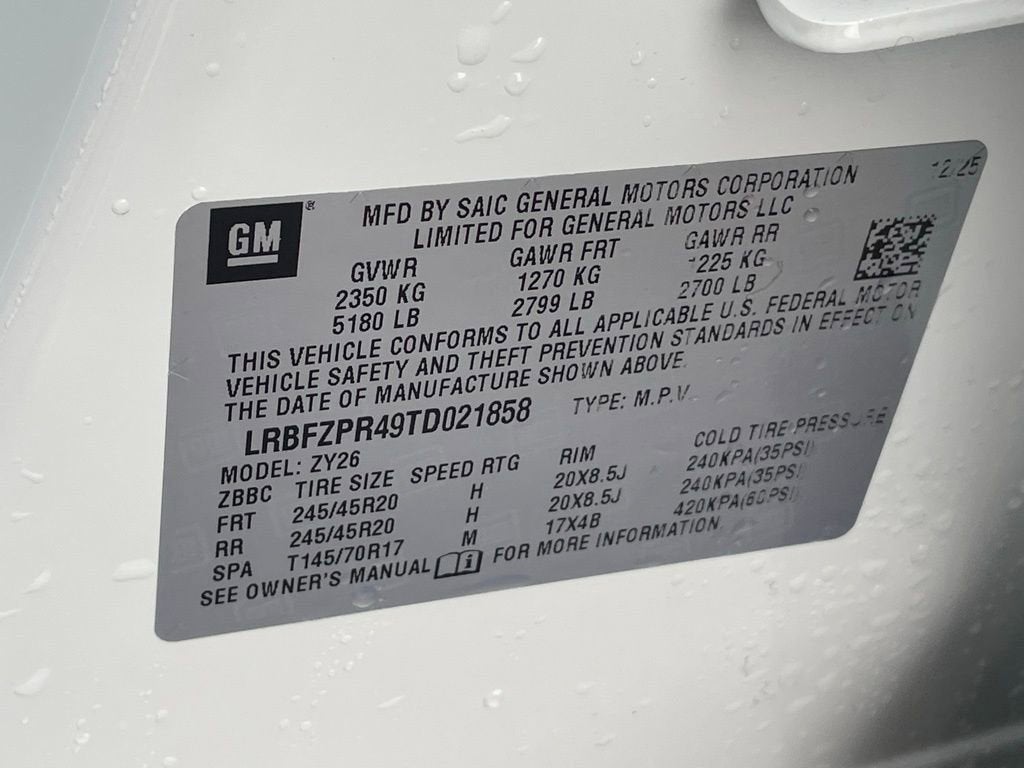 12/25
GM ®
MFD BY SAIC GENERAL MOTORS CORPORATION
LIMITED FOR GENERAL MOTORS LLC
GVWR GAWR FRT GAWR RR
2350 KG 1270 KG 1225 KG
5180 LB 2799 LB 2700 LB
THIS VEHICLE CONFORMS TO ALL APPLICABLE U.S. FEDERAL MOTOR
VEHICLE SAFETY AND THEFT PREVENTION STANDARDS IN EFFECT ON
THE DATE OF MANUFACTURE SHOWN ABOVE.
LRBFZPR49TD021858 TYPE: M.P.V.
MODEL: ZY26
ZBBC TIRE SIZE SPEED RTG RIM COLD TIRE PRESSURE
FRT 245/45R20 H 20X8.5J 240KPA(35PSI)
RR 245/45R20 H 20X8.5J 240KPA(35PSI)
SPA T145/70R17 M 17X4B 420KPA(60PSI)
SEE OWNER'S MANUAL FOR MORE INFORMATION.